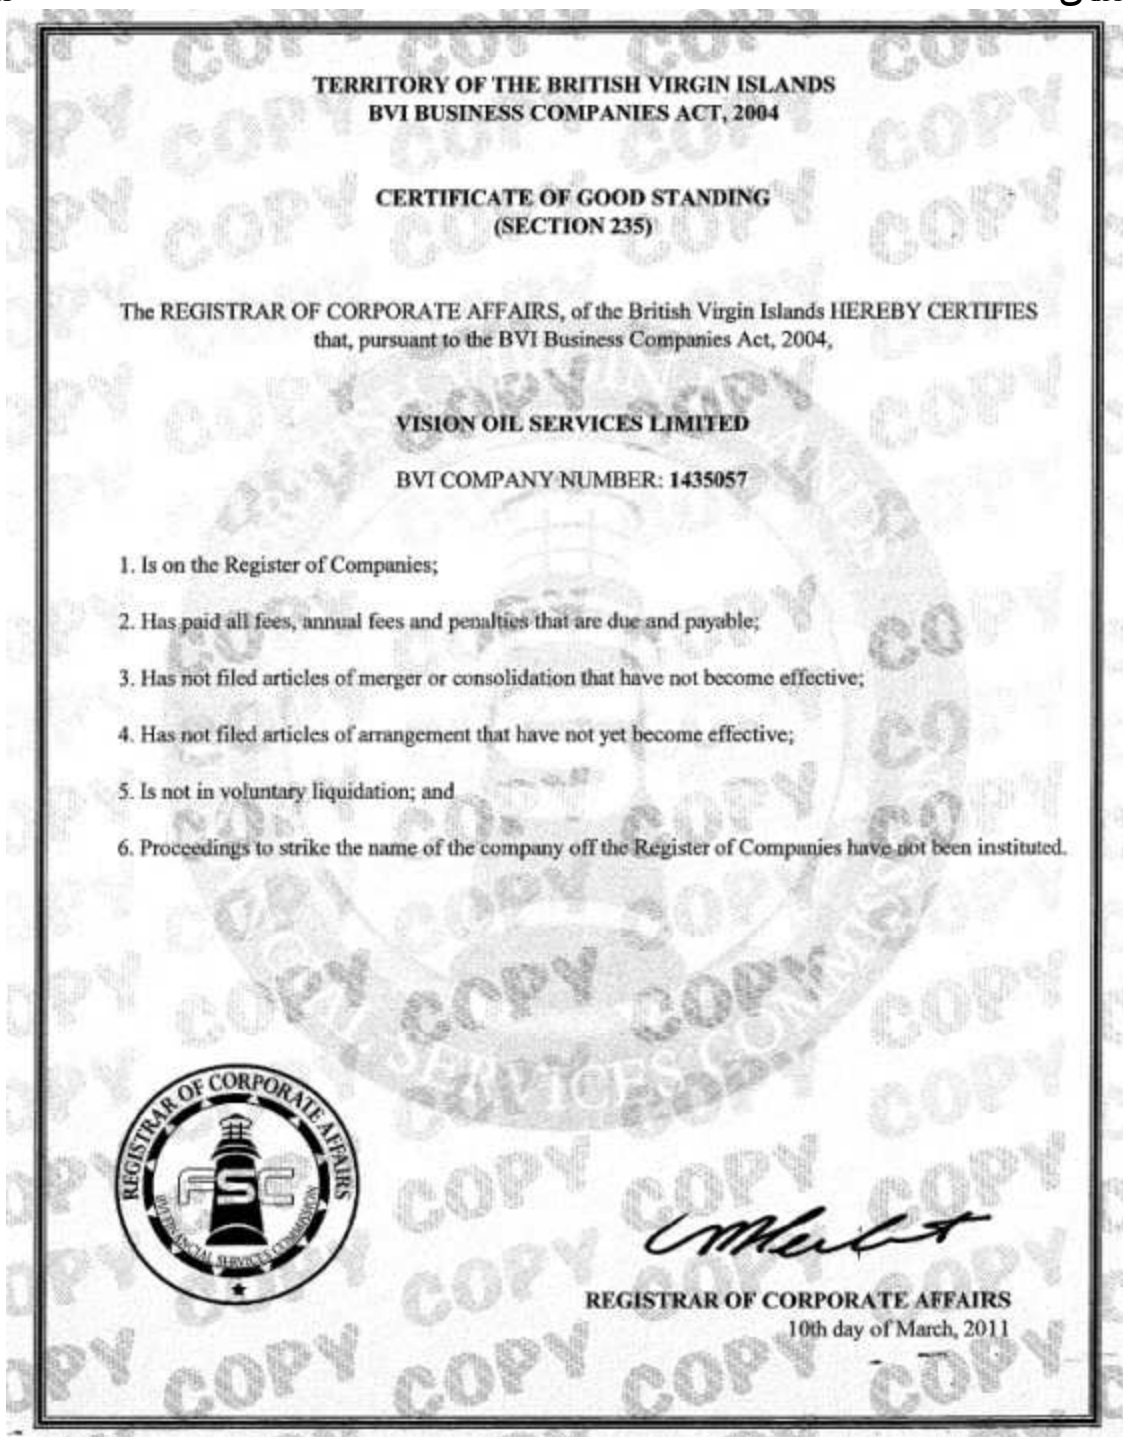 TERRITORY OF THE BRITISH VIRGIN ISLANDS
BVI BUSINESS COMPANIES ACT, 2004
CERTIFICATE OF GOOD STANDING
(SECTION 235)
The REGISTRAR OF CORPORATE AFFAIRS, of the British Virgin Islands HEREBY CERTIFIES
that, pursuant to the BVI Business Companies Act, 2004,
VISION OIL SERVICES LIMITED
BVI COMPANY NUMBER: 1435057
1. Is on the Register of Companies;
2. Has paid all fees, annual fees and penalties that are due and payable;
3. Has not filed articles of merger or consolidation that have not become effective;
4. Has not filed articles of arrangement that have not yet become effective;
5. Is not in voluntary liquidation; and
6. Proceedings to strike the name of the company off the Register of Companies have not been instituted.
REGISTRAR OF CORPORATE AFFAIRS
FSC
BVI FINANCIAL SERVICES COMMISSION
REGISTRAR OF CORPORATE AFFAIRS
10th day of March, 2011
COPY